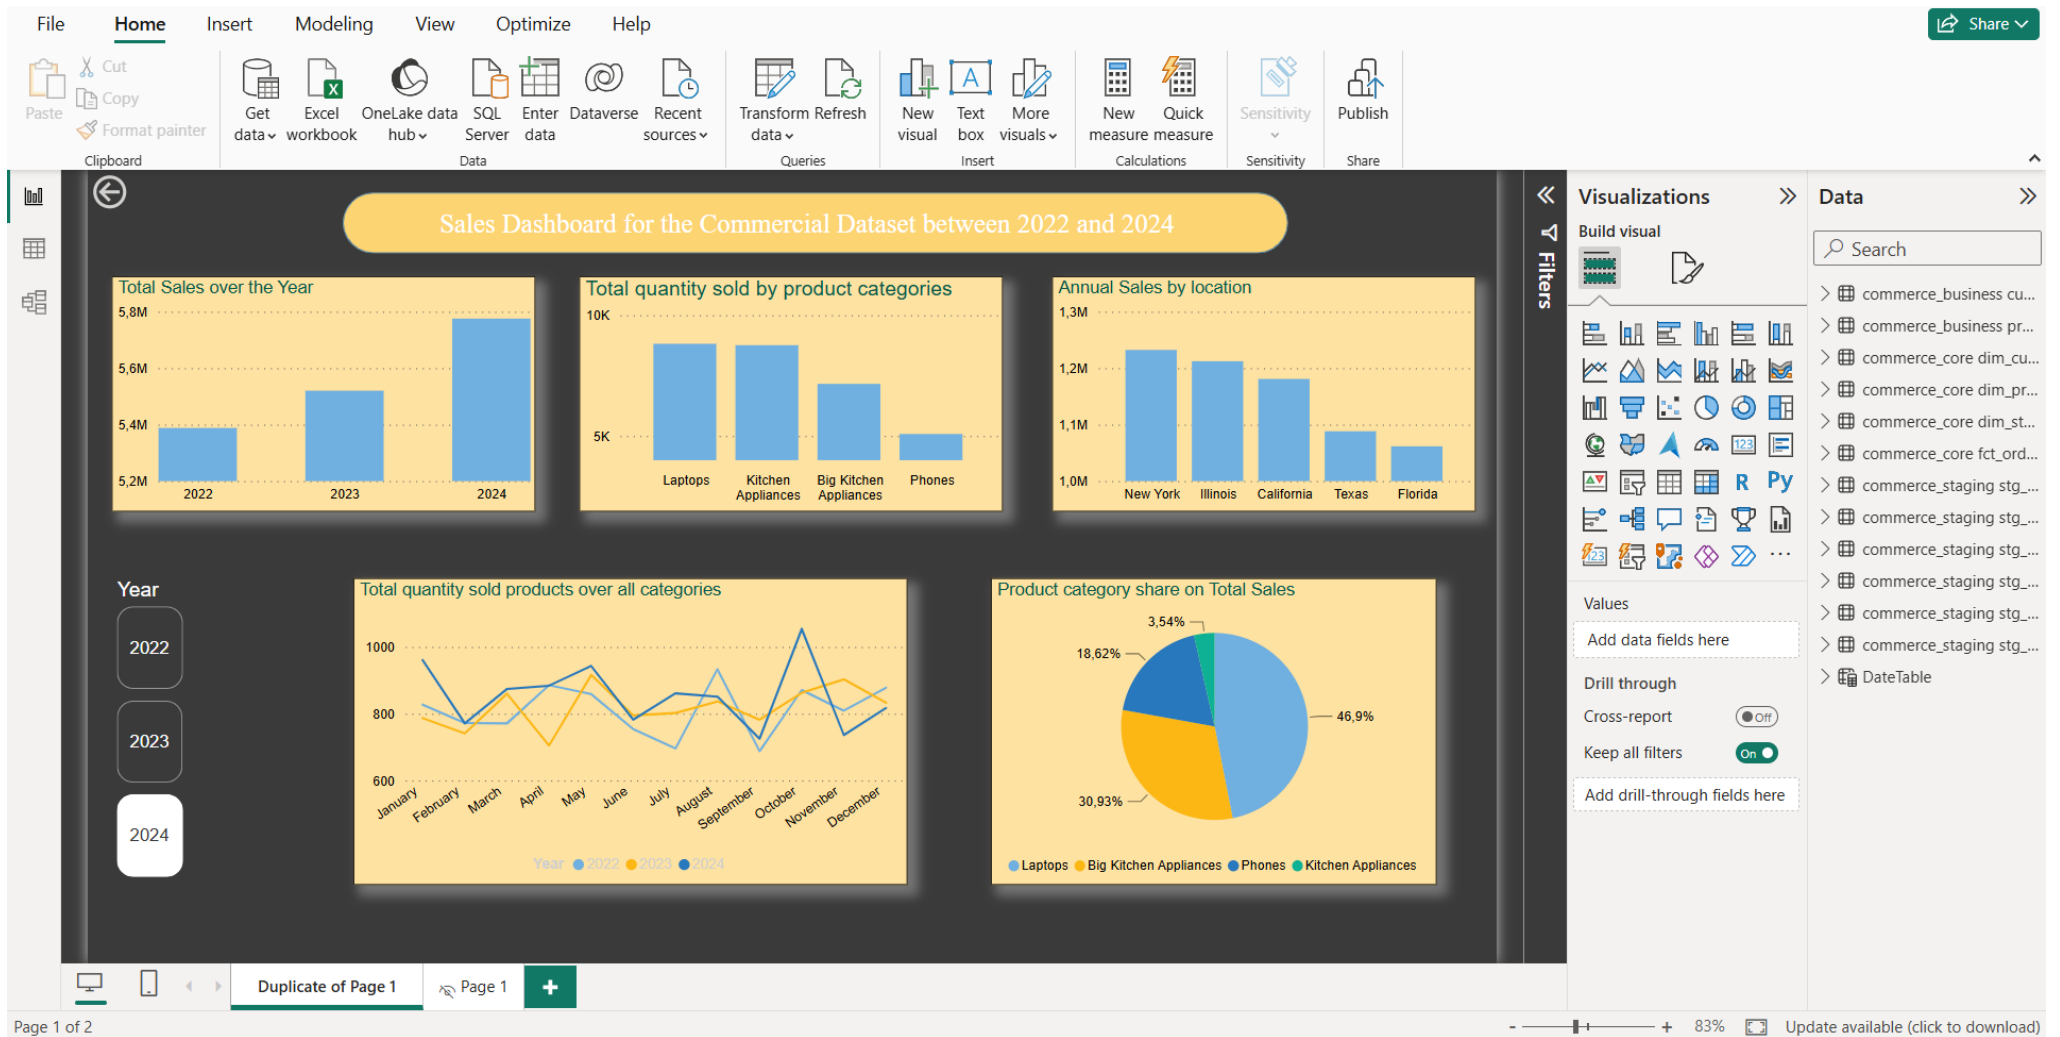 File Home Insert Modeling View Optimize Help Share
Paste
Cut
Copy
Format painter
Clipboard
Get data
Excel workbook
OneLake data hub
SQL Server
Enter data
Dataverse
Recent sources
Data
Transform data
Refresh
Queries
New visual
Text box
More visuals
Insert
New measure
Quick measure
Calculations
Sensitivity
Sensitivity
Publish
Share
Sales Dashboard for the Commercial Dataset between 2022 and 2024
Total Sales over the Year
5,8M
5,6M
5,4M
5,2M
2022 2023 2024
Total quantity sold by product categories
10K
5K
Laptops
Kitchen Appliances
Big Kitchen Appliances
Phones
Annual Sales by location
1,3M
1,2M
1,1M
1,0M
New York Illinois California Texas Florida
Year
2022
2023
2024
Total quantity sold products over all categories
1000
800
600
January February March April May June July August September October November December
Year 2022 2023 2024
Product category share on Total Sales
3,54%
18,62%
46,9%
30,93%
Laptops Big Kitchen Appliances Phones Kitchen Appliances
Filters
Visualizations
Build visual
123
R
Py
123
Values
Add data fields here
Drill through
Cross-report Off
Keep all filters On
Add drill-through fields here
Data
Search
commerce_business cu...
commerce_business pr...
commerce_core dim_cu...
commerce_core dim_pr...
commerce_core dim_st...
commerce_core fct_ord...
commerce_staging stg_...
commerce_staging stg_...
commerce_staging stg_...
commerce_staging stg_...
commerce_staging stg_...
commerce_staging stg_...
DateTable
Duplicate of Page 1 Page 1 +
Page 1 of 2
- + 83% Update available (click to download)